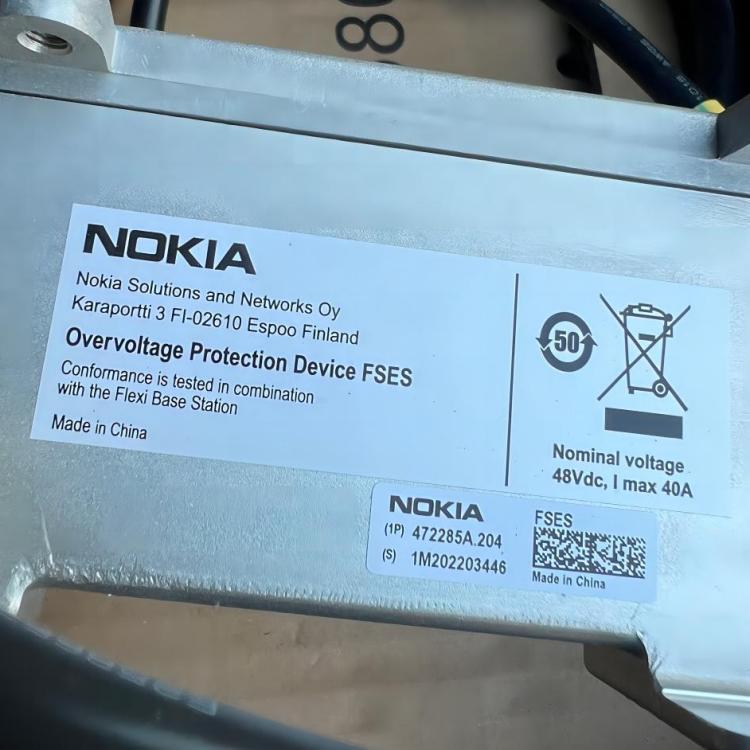 8
NOKIA
Nokia Solutions and Networks Oy
Karaportti 3 FI-02610 Espoo Finland
Overvoltage Protection Device FSES
Conformance is tested in combination
with the Flexi Base Station
Made in China
50
Nominal voltage
48Vdc, I max 40A
NOKIA
(1P) 472285A.204
(S) 1M202203446
FSES
Made in China